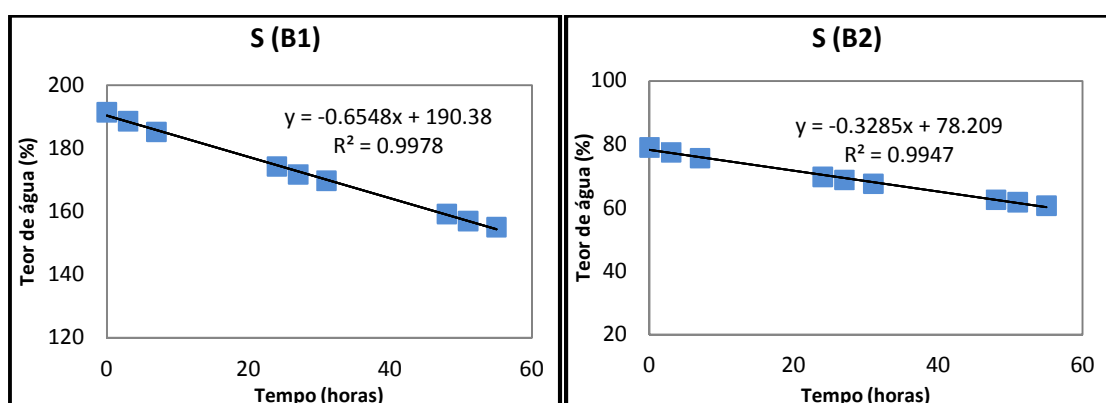 S (B1)
200
180
160
140
120
0
20
40
60
Teor de água (%)
Tempo (horas)
y = -0.6548x + 190.38
R² = 0.9978
S (B2)
100
80
60
40
20
0
20
40
60
Teor de água (%)
Tempo (horas)
y = -0.3285x + 78.209
R² = 0.9947